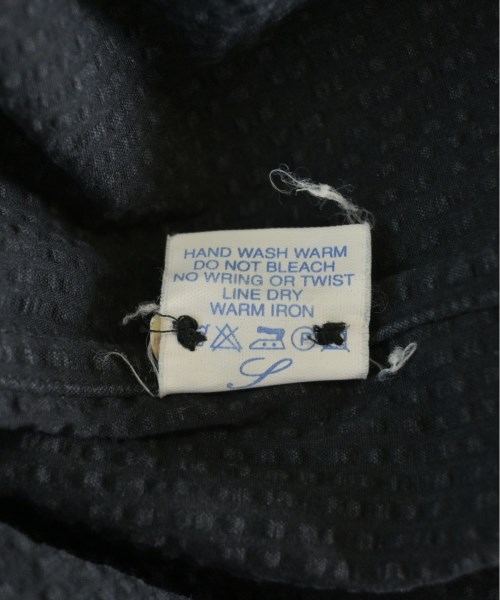 HAND WASH WARM
DO NOT BLEACH
NO WRING OR TWIST
LINE DRY
WARM IRON
P
S